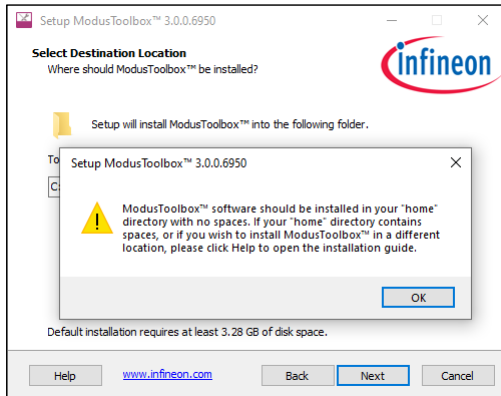 Setup ModusToolbox™ 3.0.0.6950
Select Destination Location
Where should ModusToolbox™ be installed?
infineon
Setup will install ModusToolbox™ into the following folder.
To
C:
Setup ModusToolbox™ 3.0.0.6950
ModusToolbox™ software should be installed in your "home"
directory with no spaces. If your "home" directory contains
spaces, or if you wish to install ModusToolbox™ in a different
location, please click Help to open the installation guide.
OK
Default installation requires at least 3.28 GB of disk space.
Help www.infineon.com Back Next Cancel